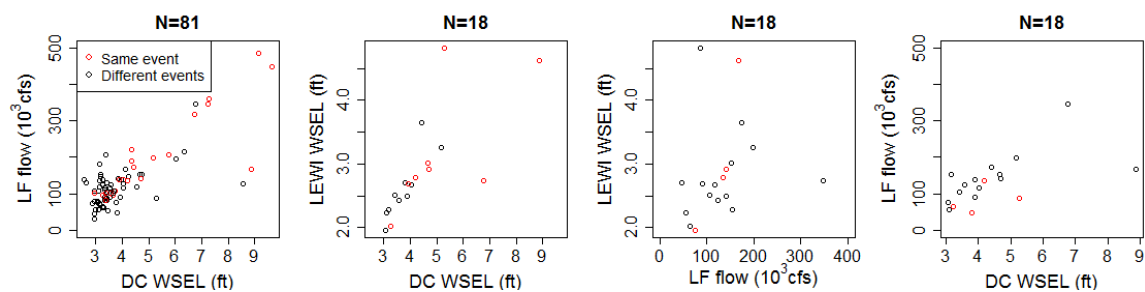 N=81
LF flow (10³cfs)
500
300
100
0
Same event
Different events
3 4 5 6 7 8 9
DC WSEL (ft)
N=18
LEWI WSEL (ft)
4.0
3.0
2.0
3 4 5 6 7 8 9
DC WSEL (ft)
N=18
LEWI WSEL (ft)
4.0
3.0
2.0
0 100 200 300 400
LF flow (10³cfs)
N=18
LF flow (10³cfs)
500
300
100
0
3 4 5 6 7 8 9
DC WSEL (ft)